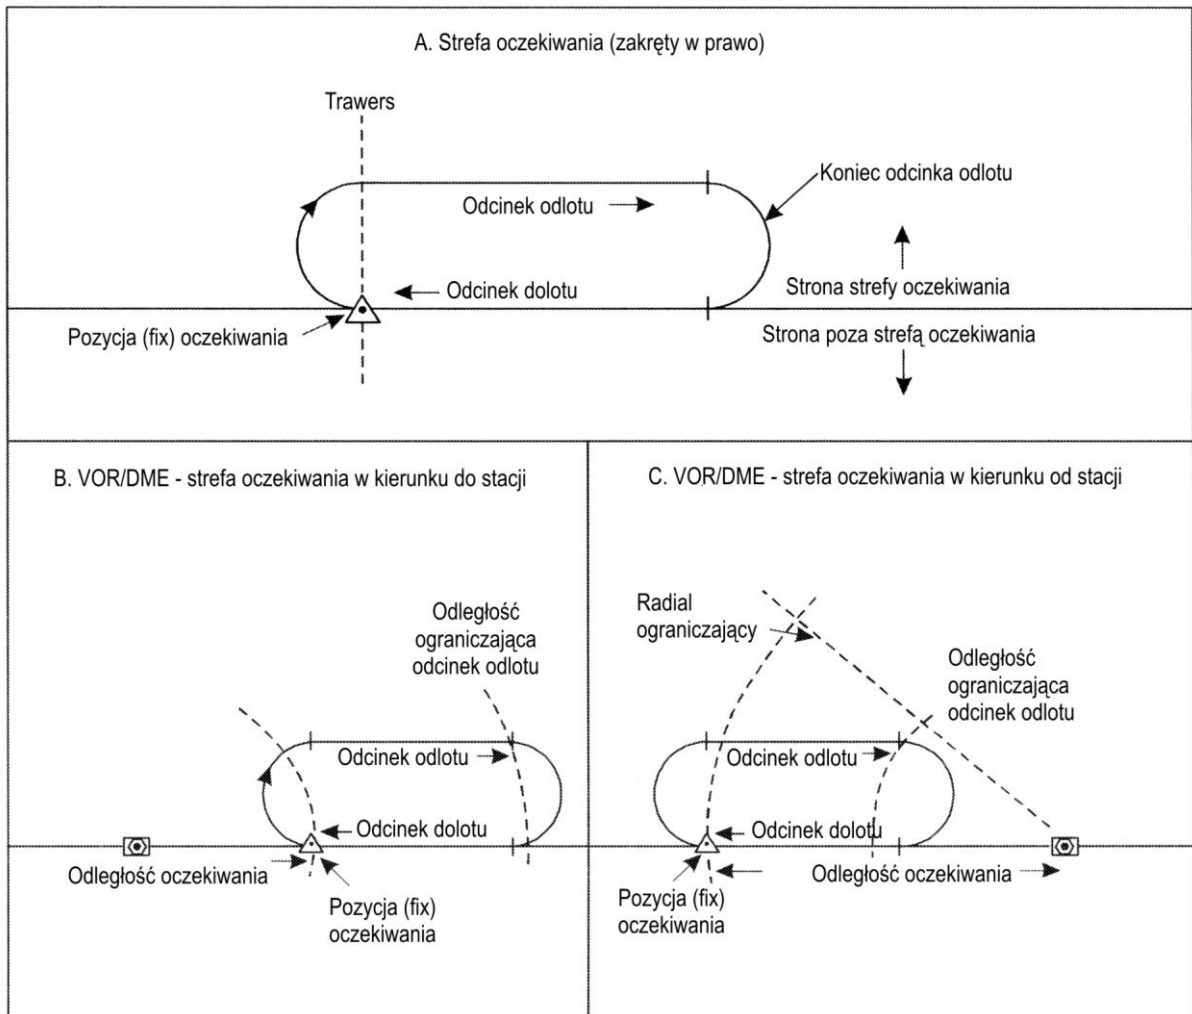 A. Strefa oczekiwania (zakręty w prawo)
Trawers
Koniec odcinka odlotu
Odcinek odlotu
Odcinek dolotu
Strona strefy oczekiwania
Pozycja (fix) oczekiwania
Strona poza strefą oczekiwania
B. VOR/DME - strefa oczekiwania w kierunku do stacji
Odległość
ograniczająca
odcinek odlotu
Odcinek odlotu
Odcinek dolotu
Odległość oczekiwania
Pozycja (fix)
oczekiwania
C. VOR/DME - strefa oczekiwania w kierunku od stacji
Radial
ograniczający
Odległość
ograniczająca
odcinek odlotu
Odcinek odlotu
Odcinek dolotu
Odległość oczekiwania
Pozycja (fix)
oczekiwania